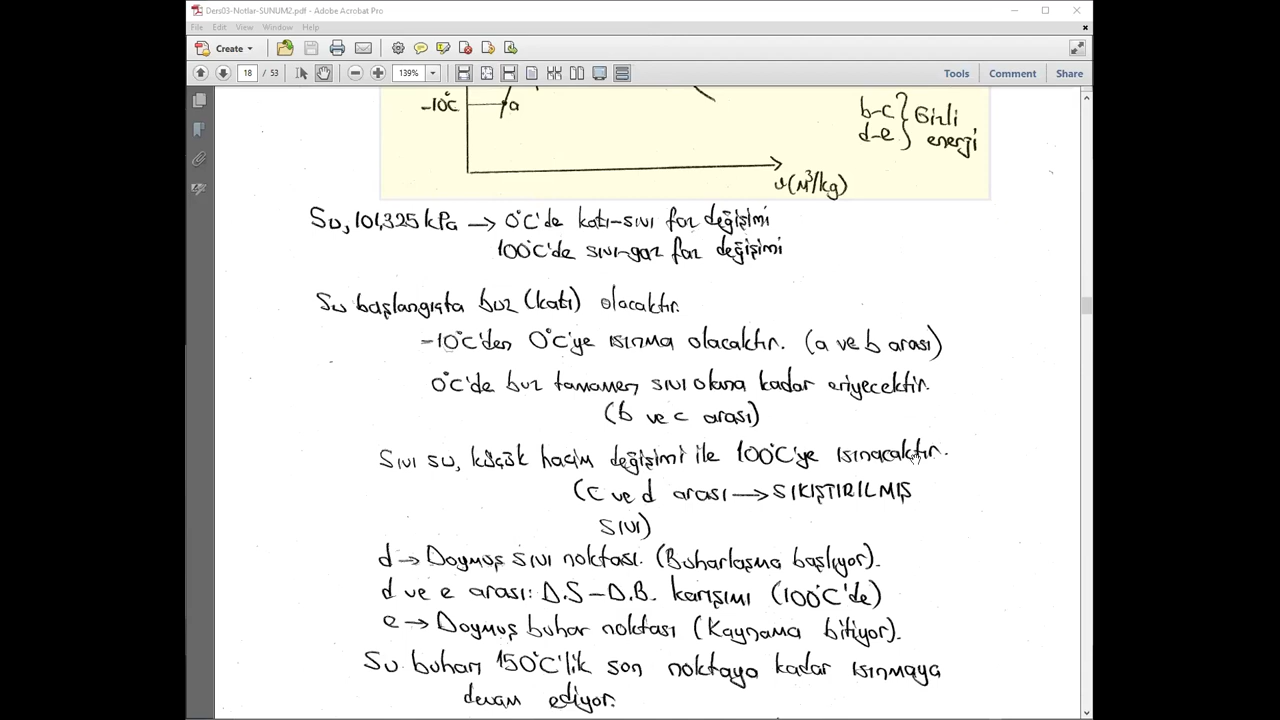 Ders03-Notlar-SUNUM2.pdf - Adobe Acrobat Pro
File Edit View Window Help
Create
18 / 53 139% Tools Comment Share
-10°C a
b-c } Gizli
d-e } enerji
v(m³/kg)
Su, 101,325 kPa → 0°C'de katı-sıvı faz değişimi
100°C'de sıvı-gaz faz değişimi
Su başlangıçta buz (katı) olacaktır.
-10°C'den 0°C'ye ısınma olacaktır. (a ve b arası)
0°C'de buz tamamen sıvı olana kadar eriyecektir.
(b ve c arası)
Sıvı su, küçük hacim değişimi ile 100°C'ye ısınacaktır.
(c ve d arası → SIKIŞTIRILMIŞ
SIVI)
d → Doymuş sıvı noktası. (Buharlaşma başlıyor).
d ve e arası: D.S-D.B. karışımı (100°C'de)
e → Doymuş buhar noktası (Kaynama bitiyor).
Su buharı 150°C'lik son noktaya kadar ısınmaya
devam ediyor.